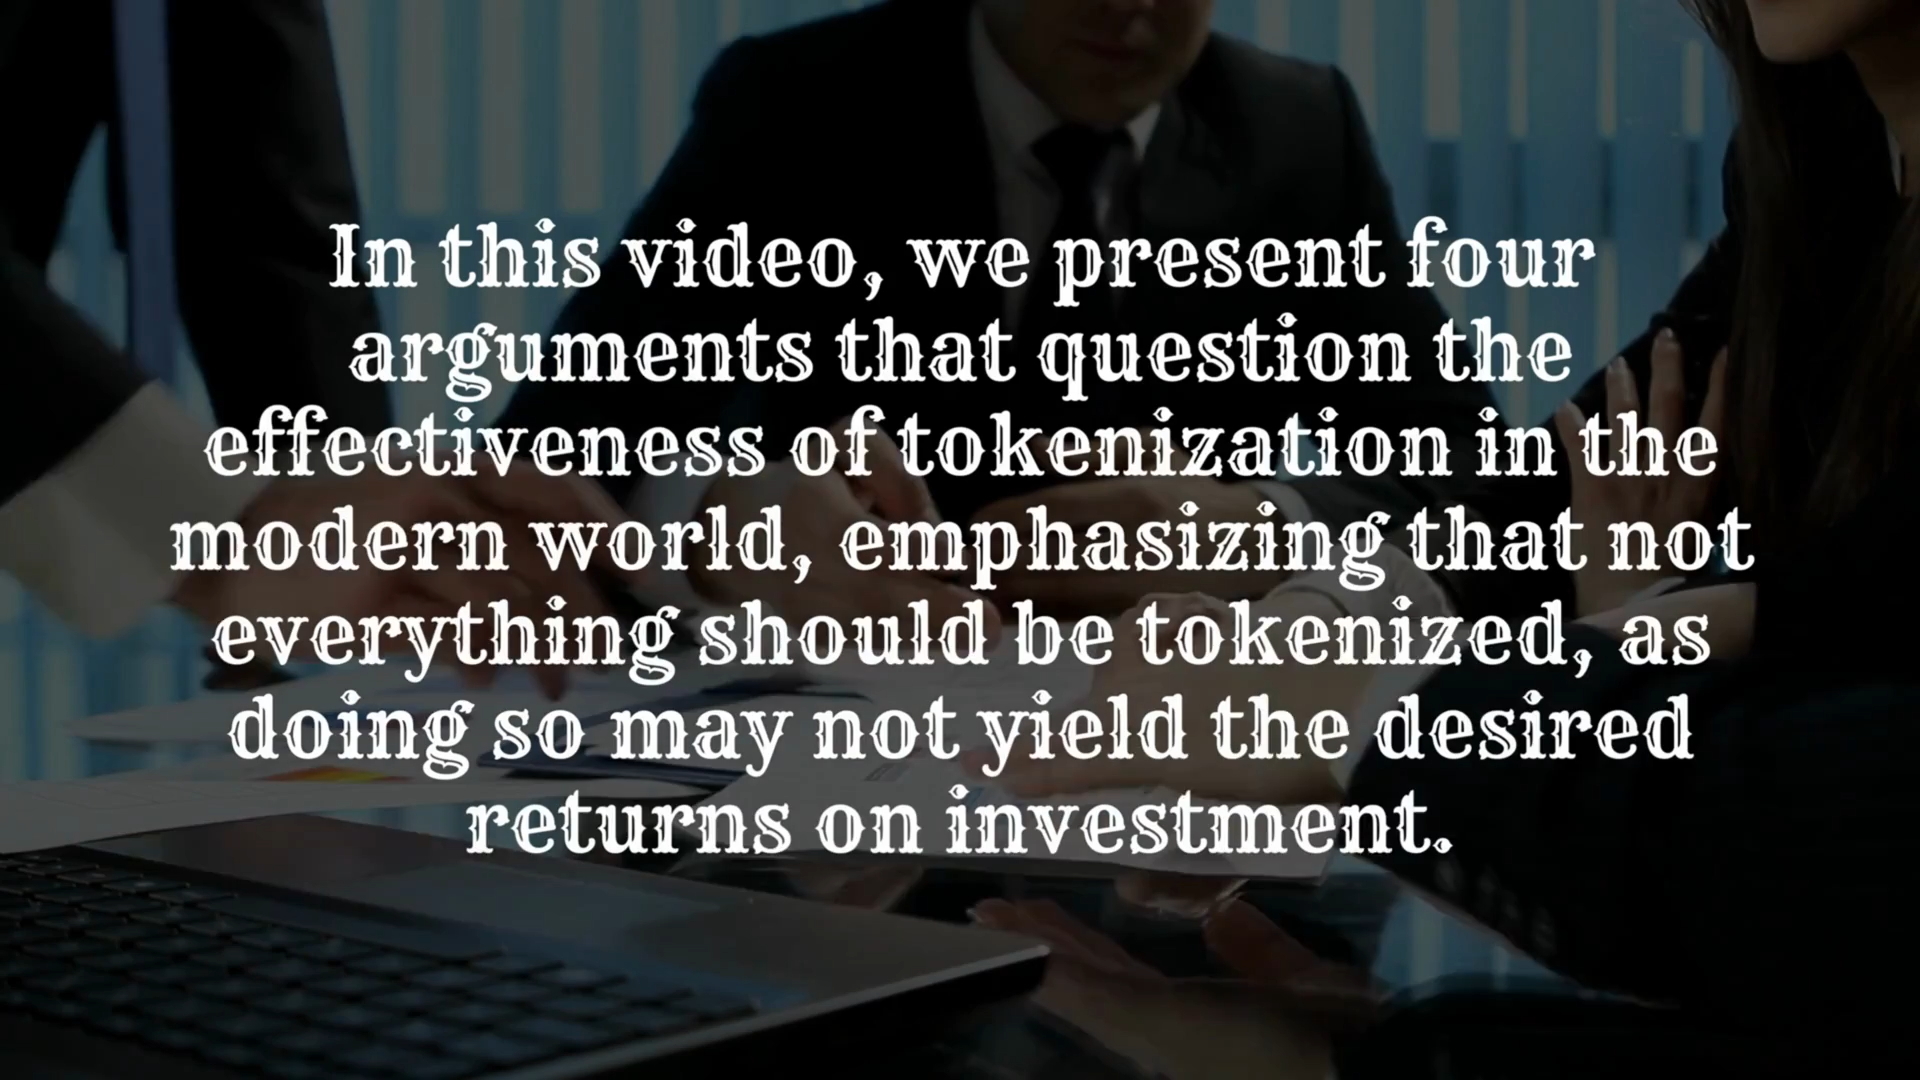 In this video, we present four
arguments that question the
effectiveness of tokenization in the
modern world, emphasizing that not
everything should be tokenized, as
doing so may not yield the desired
returns on investment.